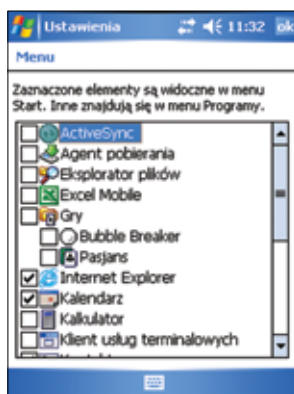 Ustawienia 11:32 ok
Menu
Zaznaczone elementy są widoczne w menu
Start. Inne znajdują się w menu Programy.
ActiveSync
Agent pobierania
Eksplorator plików
Excel Mobile
Gry
Bubble Breaker
Pasjans
Internet Explorer
Kalendarz
Kalkulator
Klient usług terminalowych